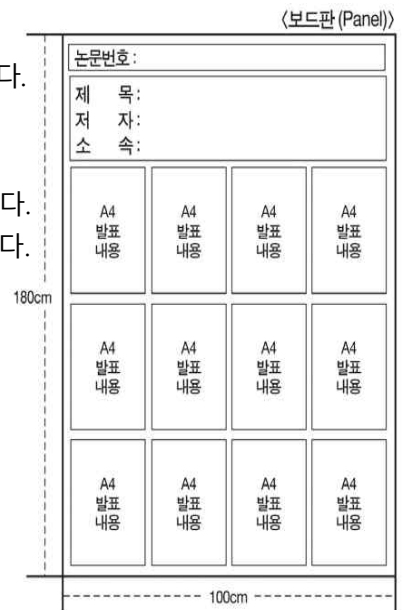 〈보드판 (Panel)〉
논문번호 :
다.
제 목 :
저 자 :
소 속 :
다.
다.
A4 A4 A4 A4
발표 발표 발표 발표
내용 내용 내용 내용
180cm
A4 A4 A4 A4
발표 발표 발표 발표
내용 내용 내용 내용
A4 A4 A4 A4
발표 발표 발표 발표
내용 내용 내용 내용
100cm